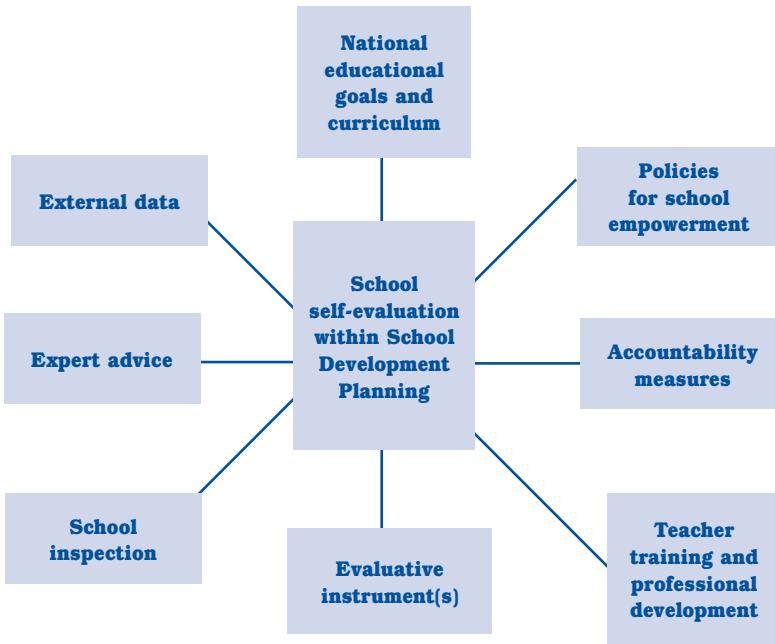 National
educational
goals and
curriculum
External data
Policies
for school
empowerment
School
self-evaluation
within School
Development
Planning
Expert advice
Accountability
measures
School
inspection
Evaluative
instrument(s)
Teacher
training and
professional
development